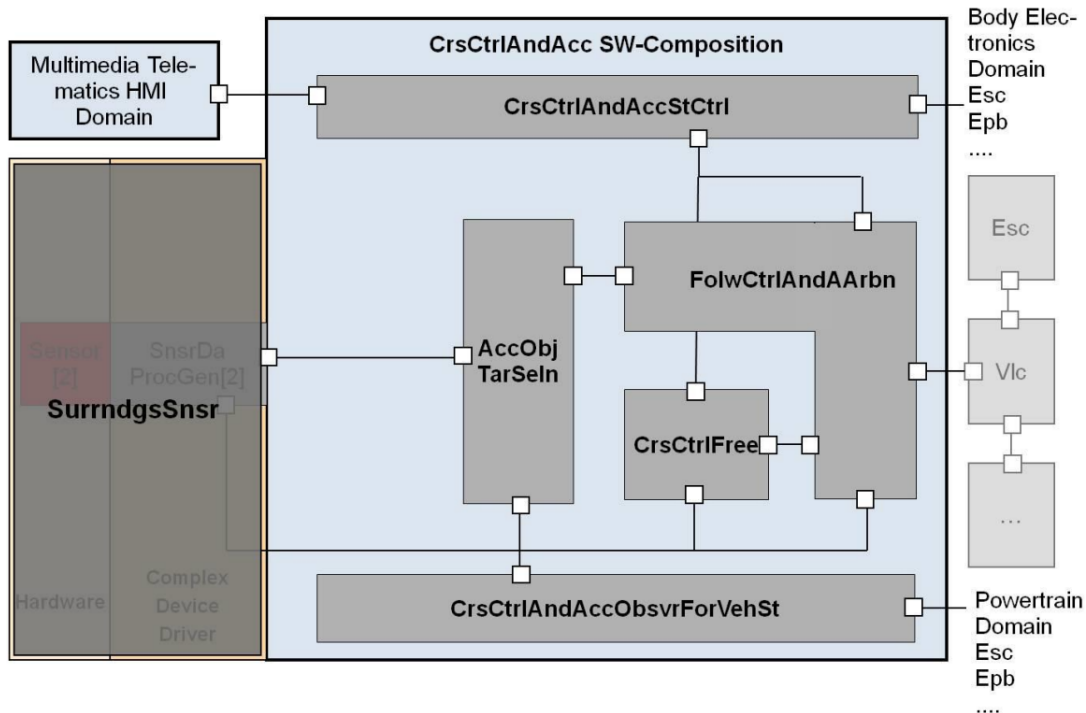 CrsCtrlAndAcc SW-Composition
Multimedia Tele-
matics HMI
Domain
CrsCtrlAndAccStCtrl
Body Elec-
tronics
Domain
Esc
Epb
....
Esc
FolwCtrlAndAArbn
Sensor
[2]
SnsrDa
ProcGen[2]
SurrndgsSnsr
AccObj
TarSeln
Vlc
CrsCtrlFree
...
Hardware
Complex
Device
Driver
CrsCtrlAndAccObsvrForVehSt
Powertrain
Domain
Esc
Epb
....